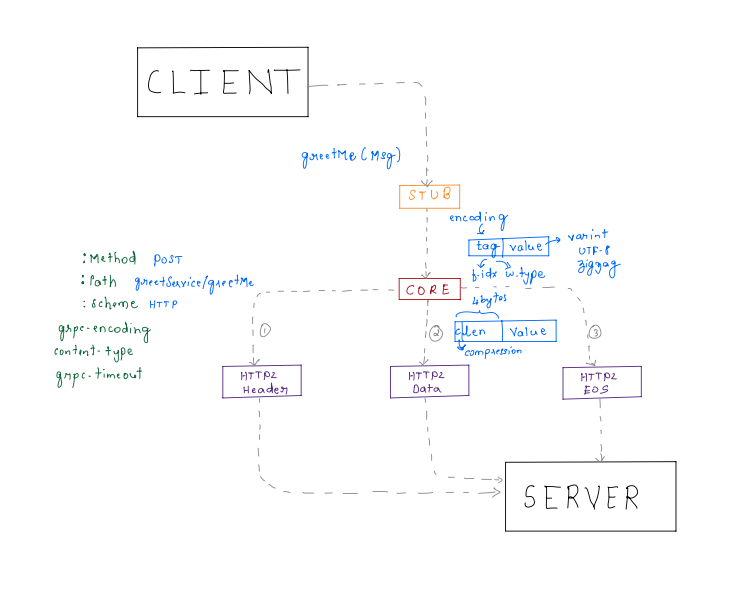 CLIENT
greetMe (Msg)
STUB
encoding
tag value
varint
UTF-8
zigzag
f.idx w.type
:Method POST
:Path greetService/greetMe
:Scheme HTTP
grpc-encoding
content-type
grpc-timeout
CORE
4bytes
1
2
c len Value
compression
3
HTTP2
Header
HTTP2
Data
HTTP2
EOS
SERVER